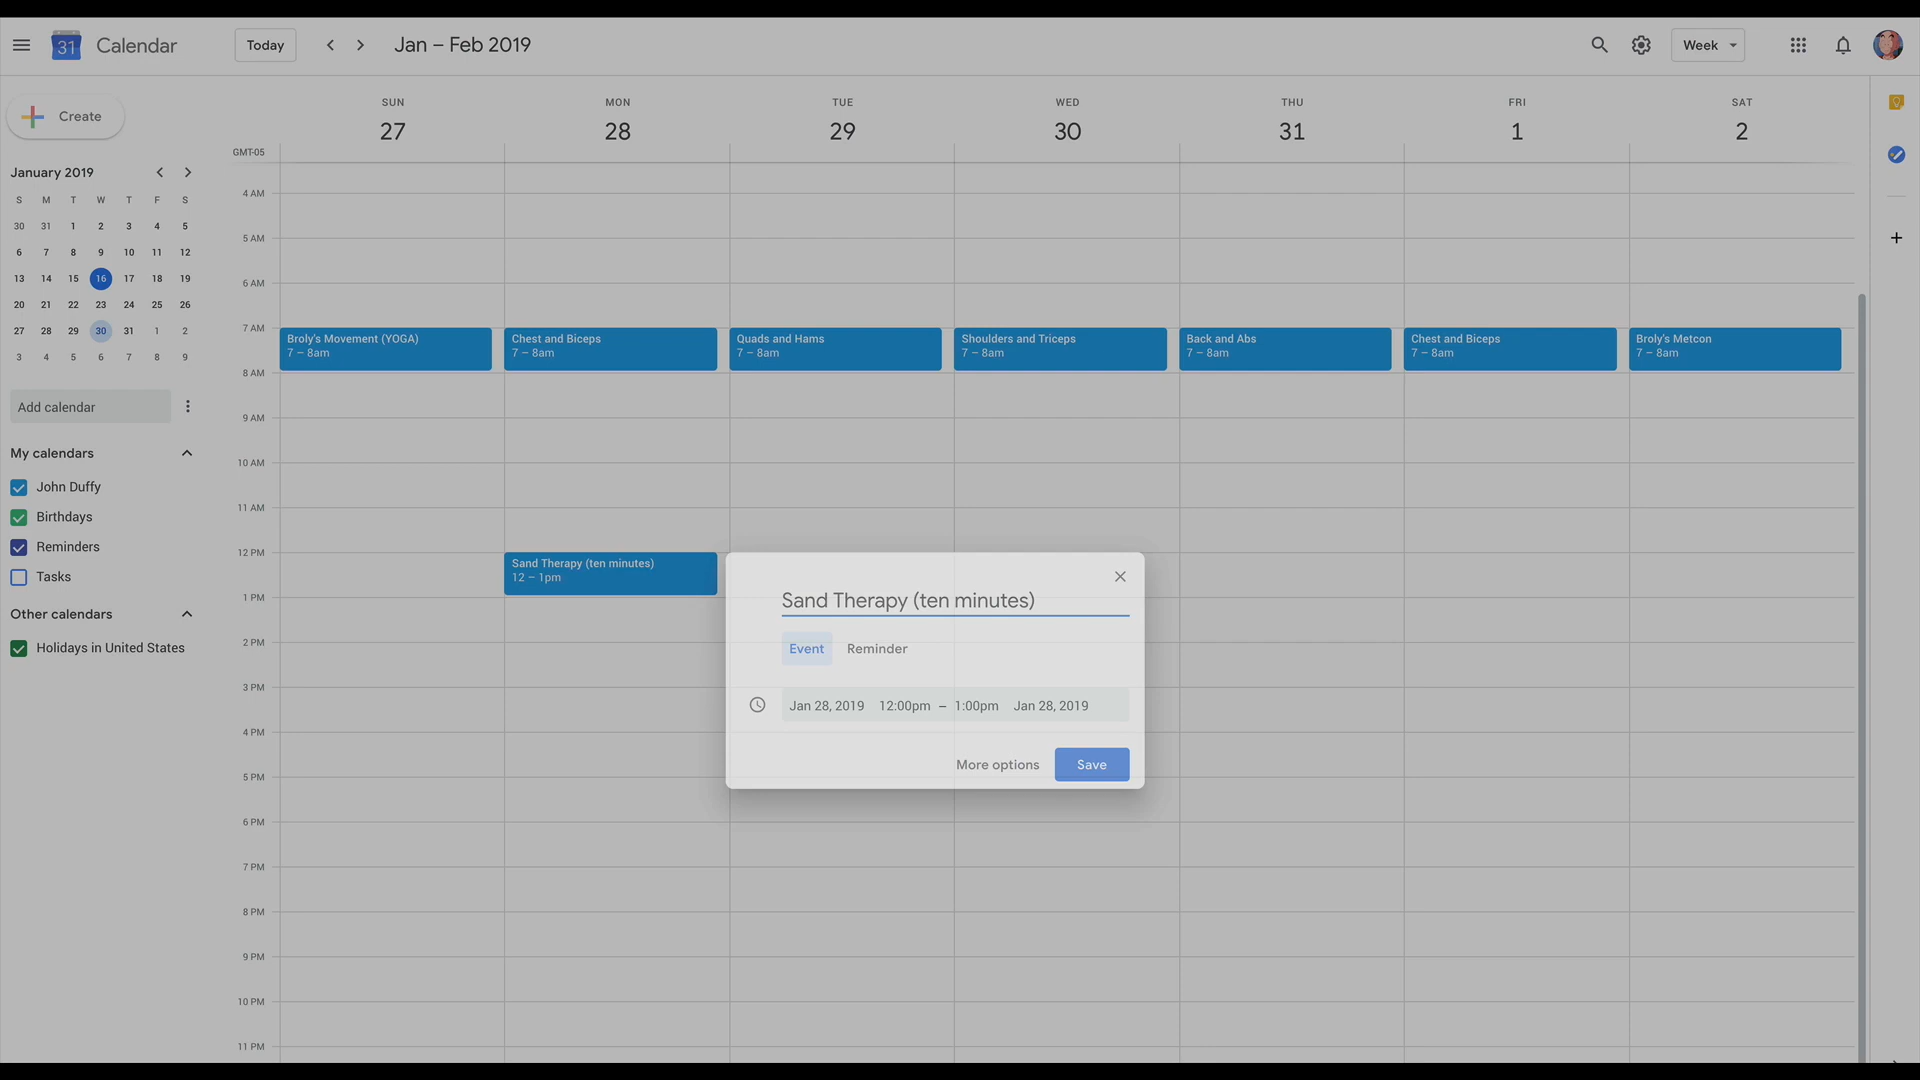 31 Calendar Today Jan – Feb 2019 Week
Create
SUN MON TUE WED THU FRI SAT
27 28 29 30 31 1 2
GMT-05
January 2019
S M T W T F S
30 31 1 2 3 4 5
6 7 8 9 10 11 12
13 14 15 16 17 18 19
20 21 22 23 24 25 26
27 28 29 30 31 1 2
3 4 5 6 7 8 9
Add calendar
My calendars
John Duffy
Birthdays
Reminders
Tasks
Other calendars
Holidays in United States
4 AM
5 AM
6 AM
7 AM
8 AM
9 AM
10 AM
11 AM
12 PM
1 PM
2 PM
3 PM
4 PM
5 PM
6 PM
7 PM
8 PM
9 PM
10 PM
11 PM
Broly's Movement (YOGA)
7 – 8am
Chest and Biceps
7 – 8am
Quads and Hams
7 – 8am
Shoulders and Triceps
7 – 8am
Back and Abs
7 – 8am
Chest and Biceps
7 – 8am
Broly's Metcon
7 – 8am
Sand Therapy (ten minutes)
12 – 1pm
Sand Therapy (ten minutes)
Event Reminder
Jan 28, 2019 12:00pm – 1:00pm Jan 28, 2019
More options Save